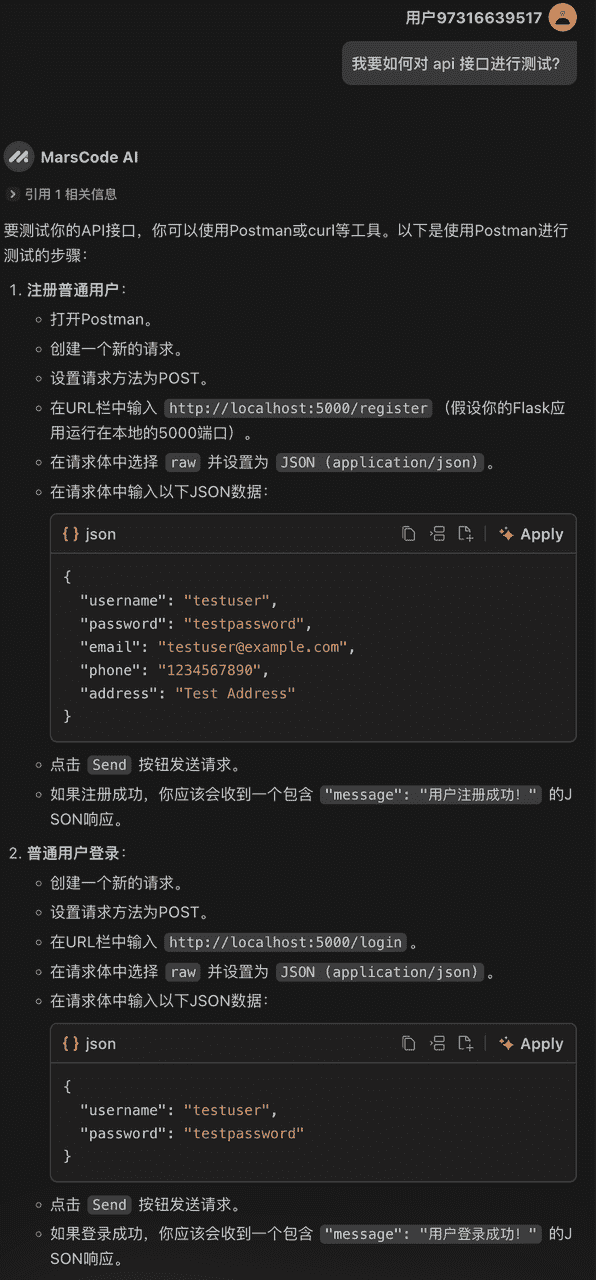 用户97316639517
我要如何对 api 接口进行测试?
MarsCode AI
引用 1 相关信息
要测试你的API接口，你可以使用Postman或curl等工具。以下是使用Postman进行
测试的步骤：
1. 注册普通用户：
打开Postman。
创建一个新的请求。
设置请求方法为POST。
在URL栏中输入 http://localhost:5000/register （假设你的Flask应
用运行在本地的5000端口）。
在请求体中选择 raw 并设置为 JSON (application/json) 。
在请求体中输入以下JSON数据：
{ } json Apply
{
"username": "testuser",
"password": "testpassword",
"email": "testuser@example.com",
"phone": "1234567890",
"address": "Test Address"
}
点击 Send 按钮发送请求。
如果注册成功，你应该会收到一个包含 "message": "用户注册成功！" 的J
SON响应。
2. 普通用户登录：
创建一个新的请求。
设置请求方法为POST。
在URL栏中输入 http://localhost:5000/login 。
在请求体中选择 raw 并设置为 JSON (application/json) 。
在请求体中输入以下JSON数据：
{ } json Apply
{
"username": "testuser",
"password": "testpassword"
}
点击 Send 按钮发送请求。
如果登录成功，你应该会收到一个包含 "message": "用户登录成功！" 的J
SON响应。